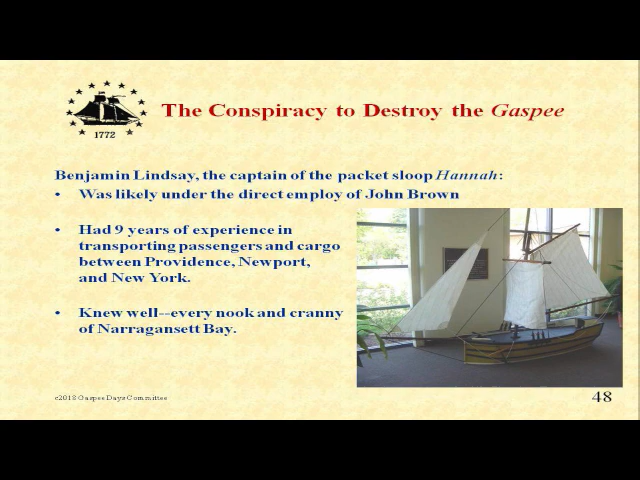 1772
The Conspiracy to Destroy the Gaspee
Benjamin Lindsay, the captain of the packet sloop Hannah:
• Was likely under the direct employ of John Brown
• Had 9 years of experience in
transporting passengers and cargo
between Providence, Newport,
and New York.
• Knew well--every nook and cranny
of Narragansett Bay.
c2018 Gaspee Days Committee
48